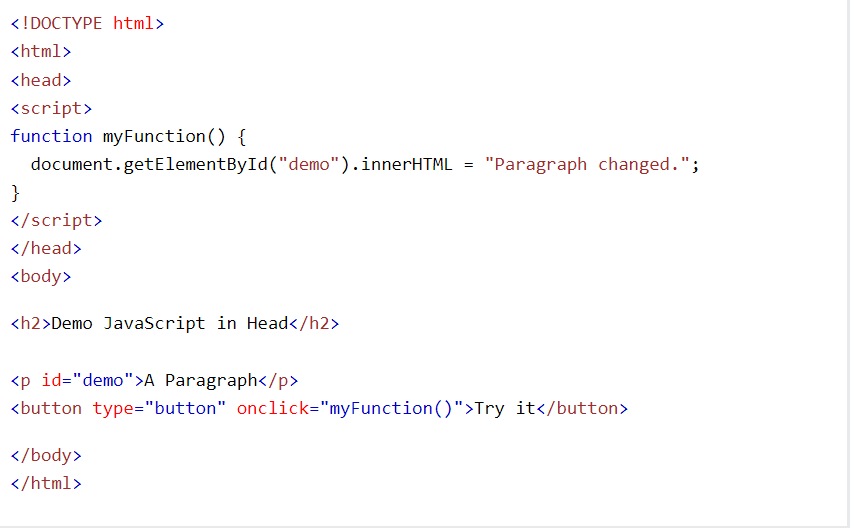 <!DOCTYPE html>
<html>
<head>
<script>
function myFunction() {
  document.getElementById("demo").innerHTML = "Paragraph changed.";
}
</script>
</head>
<body>
<h2>Demo JavaScript in Head</h2>
<p id="demo">A Paragraph</p>
<button type="button" onclick="myFunction()">Try it</button>
</body>
</html>